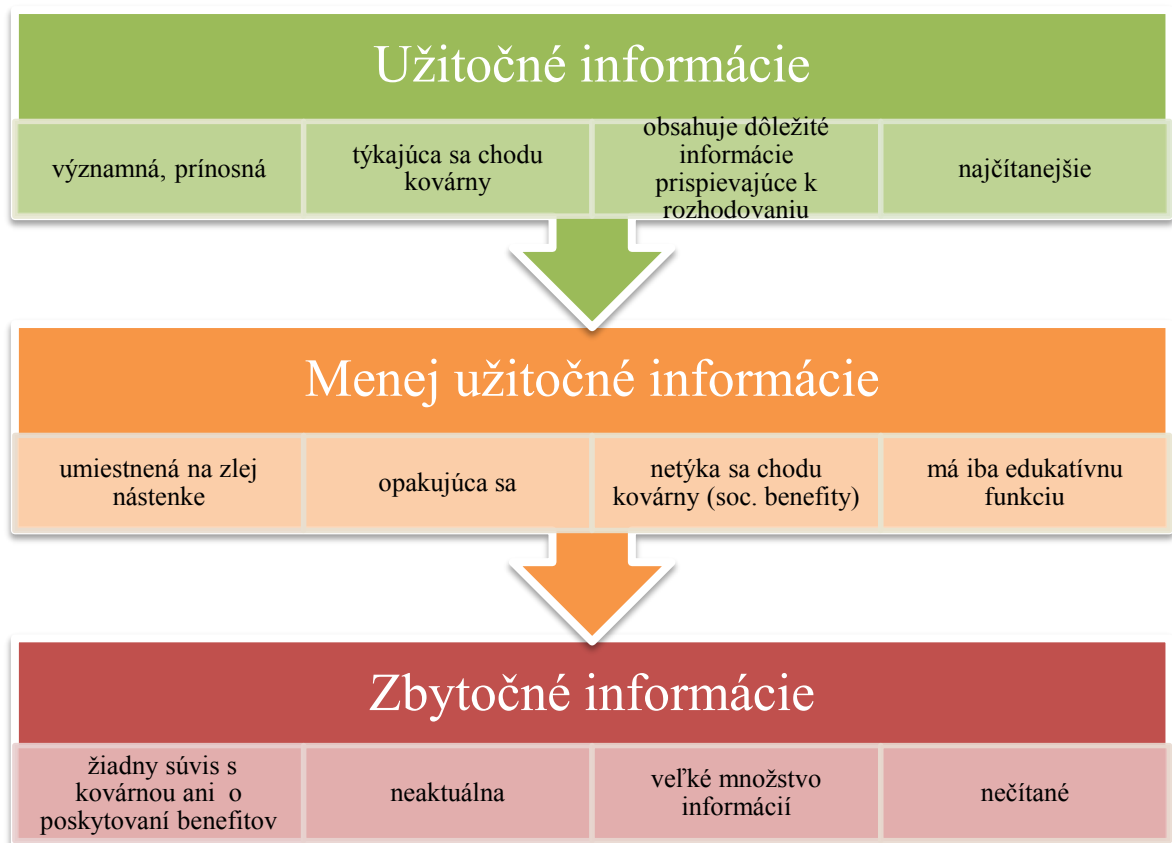 Užitočné informácie
významná, prínosná
týkajúca sa chodu
kovárny
obsahuje dôležité
informácie
prispievajúce k
rozhodovaniu
najčítanejšie
Menej užitočné informácie
umiestnená na zlej
nástenke
opakujúca sa
netýka sa chodu
kovárny (soc. benefity)
má iba edukatívnu
funkciu
Zbytočné informácie
žiadny súvis s
kovárnou ani o
poskytovaní benefitov
neaktuálna
veľké množstvo
informácií
nečítané